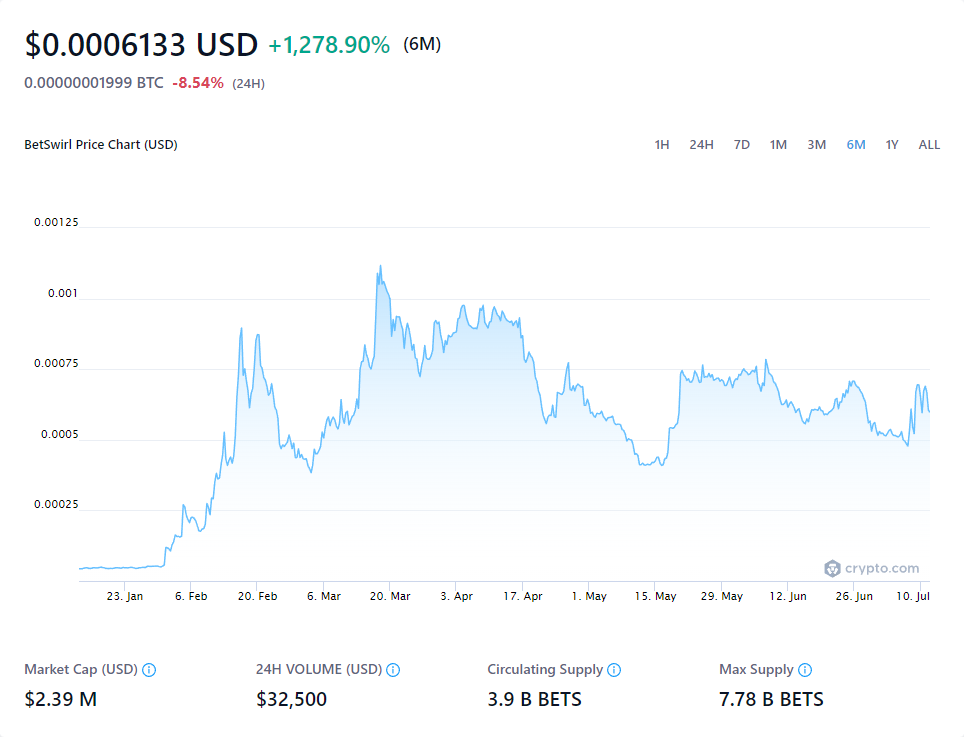 $0.0006133 USD +1,278.90% (6M)
0.00000001999 BTC -8.54% (24H)
BetSwirl Price Chart (USD) 1H 24H 7D 1M 3M 6M 1Y ALL
0.00125
0.001
0.00075
0.0005
0.00025
crypto.com
23. Jan 6. Feb 20. Feb 6. Mar 20. Mar 3. Apr 17. Apr 1. May 15. May 29. May 12. Jun 26. Jun 10. Jul
Market Cap (USD) 24H VOLUME (USD) Circulating Supply Max Supply
$2.39 M $32,500 3.9 B BETS 7.78 B BETS